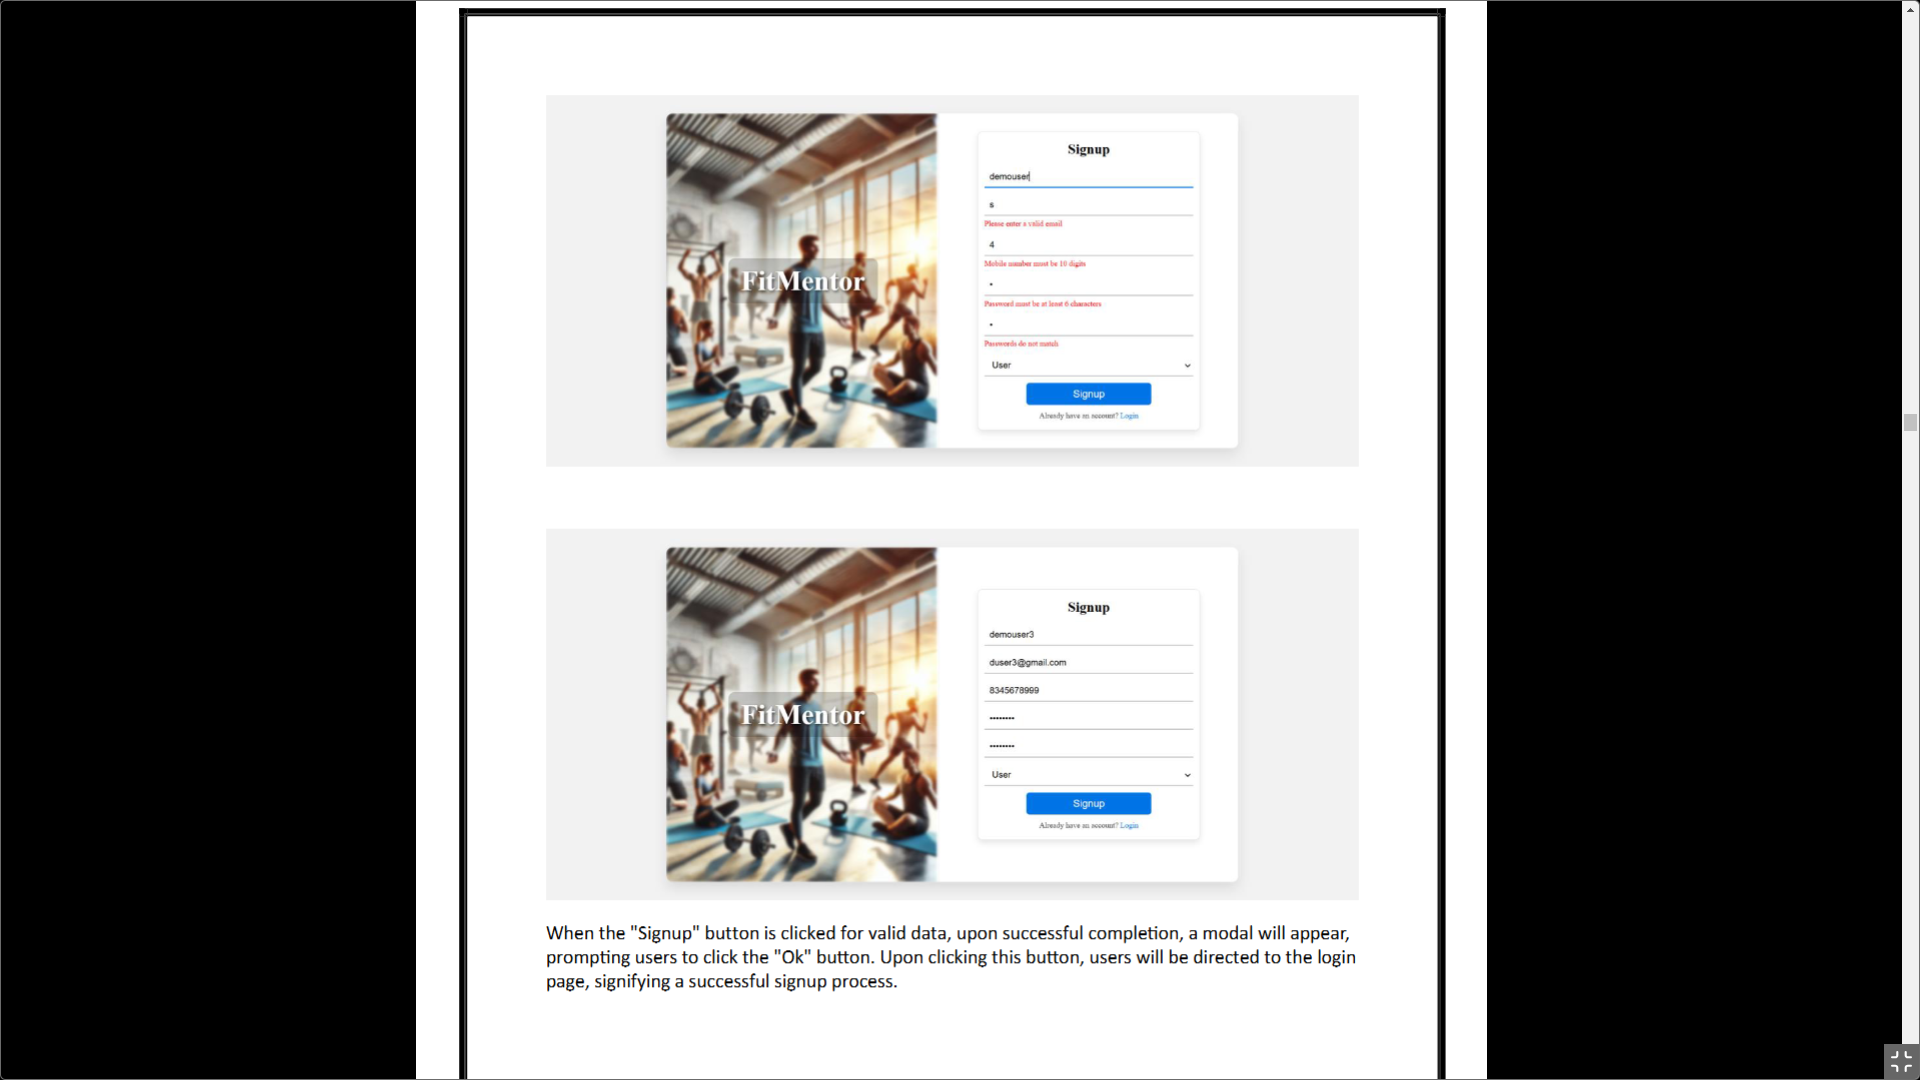 Signup
demouser
s
Please enter a valid email
4
Mobile number must be 10 digits
•
Password must be at least 6 characters
•
Passwords do not match
User
Signup
Already have an account? Login
FitMentor
Signup
demouser3
duser3@gmail.com
8345678999
••••••••
••••••••
User
Signup
Already have an account? Login
FitMentor
When the "Signup" button is clicked for valid data, upon successful completion, a modal will appear,
prompting users to click the "Ok" button. Upon clicking this button, users will be directed to the login
page, signifying a successful signup process.